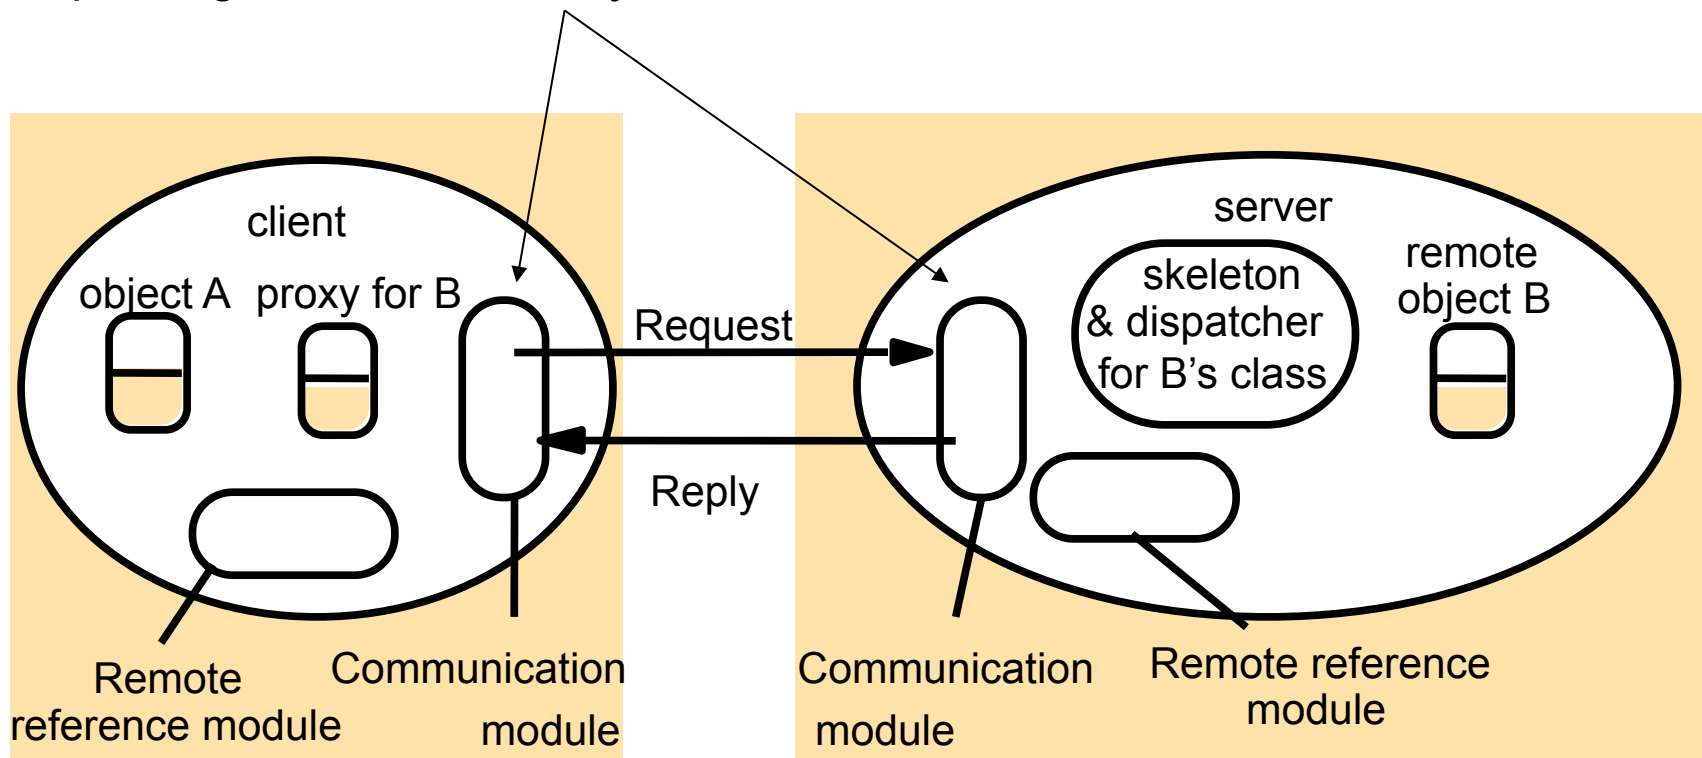 client
object A
proxy for B
Request
Reply
Remote
reference module
Communication
module
server
skeleton
& dispatcher
for B’s class
remote
object B
Communication
module
Remote reference
module